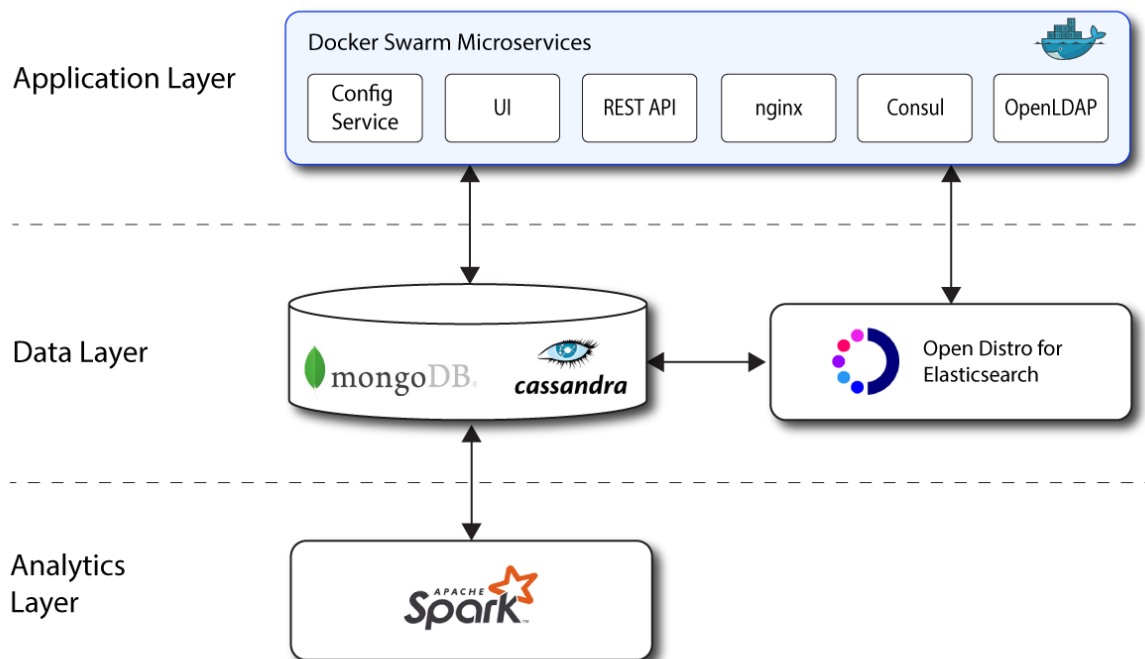 Application Layer
Docker Swarm Microservices
Config
Service
UI
REST API
nginx
Consul
OpenLDAP
Data Layer
mongoDB®
cassandra
Open Distro for
Elasticsearch
Analytics
Layer
APACHE
Spark™